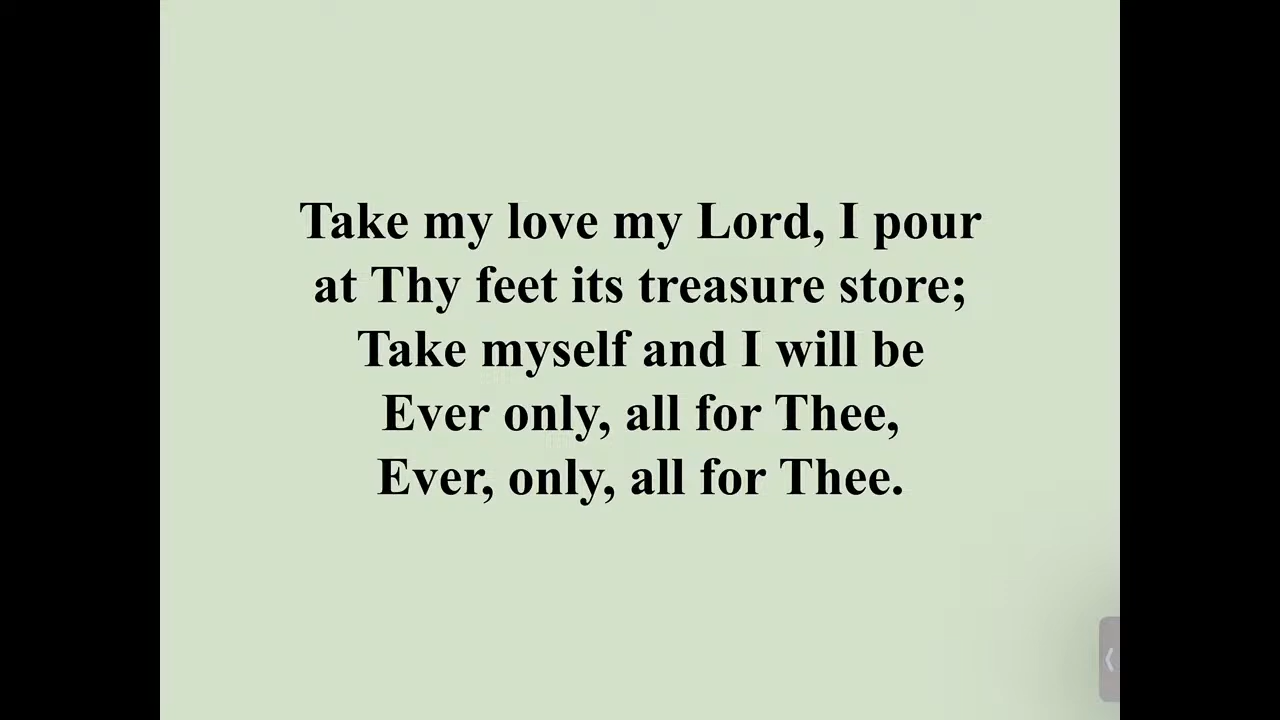 Take my love my Lord, I pour
at Thy feet its treasure store;
Take myself and I will be
Ever only, all for Thee,
Ever, only, all for Thee.